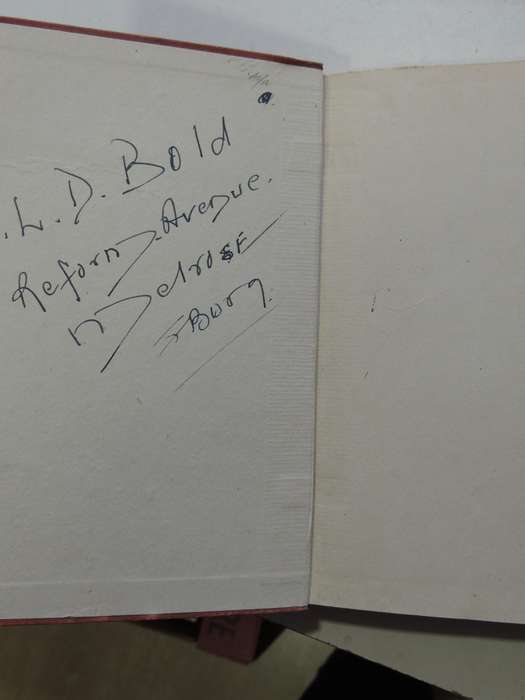 .L.D. Bold
Reform Avenue.
Melrose
JBurg.